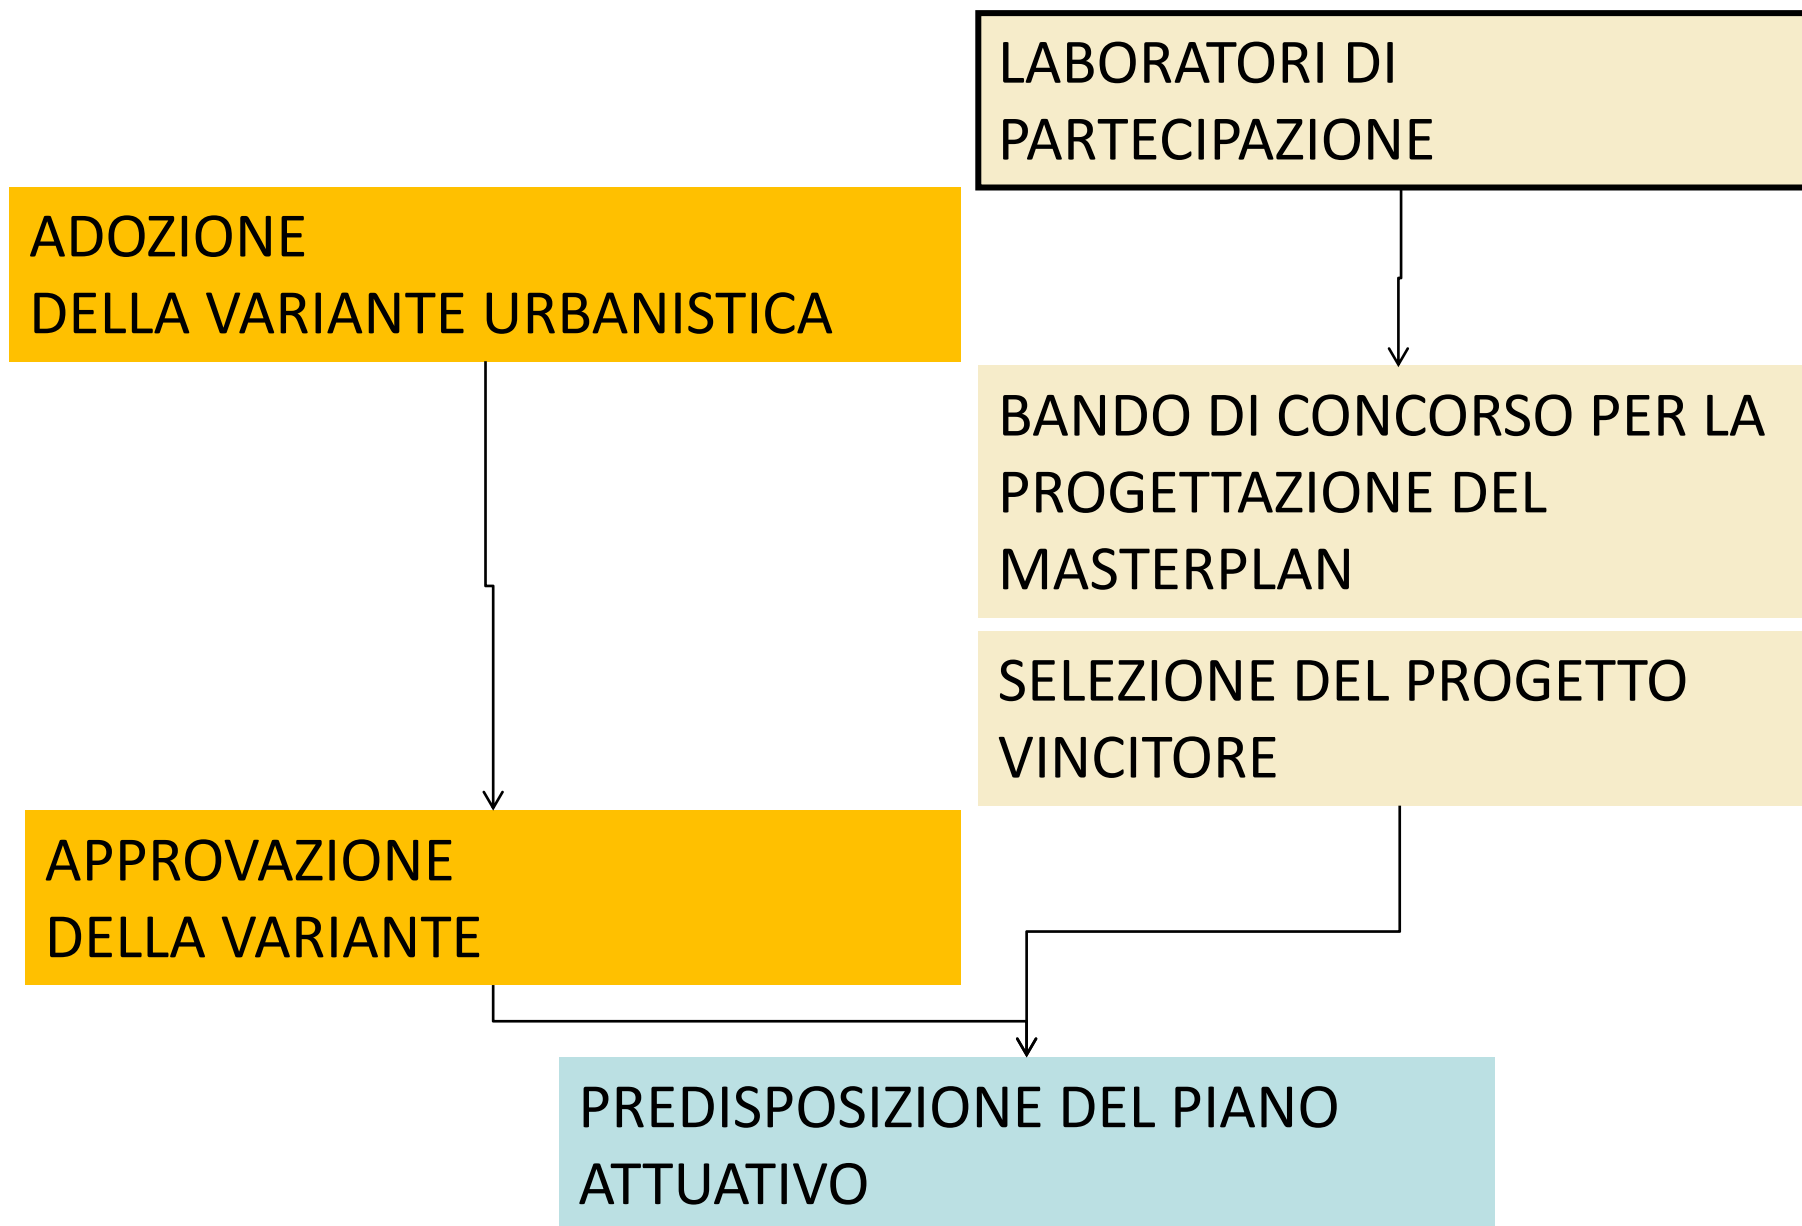 LABORATORI DI
PARTECIPAZIONE
ADOZIONE
DELLA VARIANTE URBANISTICA
BANDO DI CONCORSO PER LA
PROGETTAZIONE DEL
MASTERPLAN
SELEZIONE DEL PROGETTO
VINCITORE
APPROVAZIONE
DELLA VARIANTE
PREDISPOSIZIONE DEL PIANO
ATTUATIVO